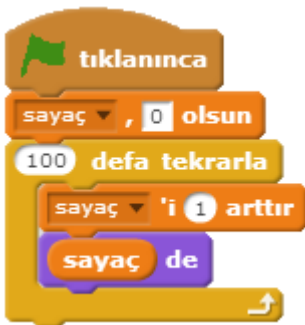 tıklanınca
sayaç , 0 olsun
100 defa tekrarla
sayaç 'i 1 arttır
sayaç de